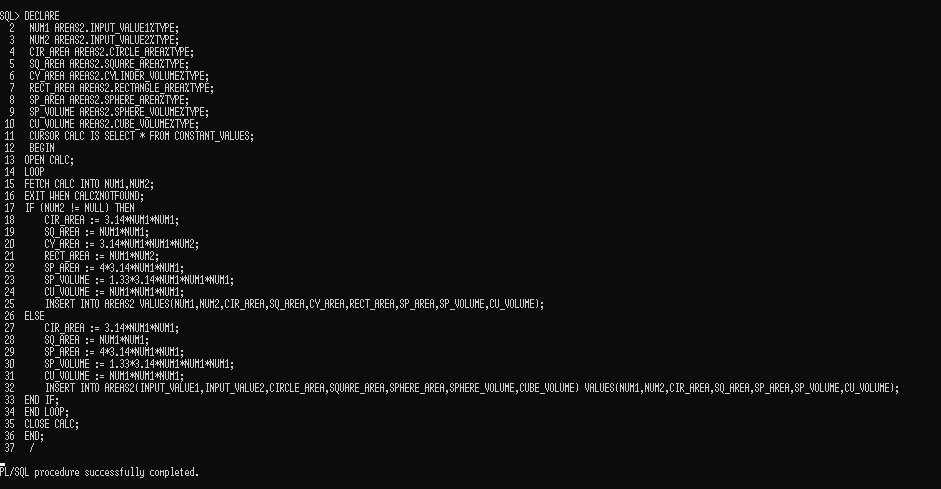 SQL> DECLARE
  2   NUM1 AREAS2.INPUT_VALUE1%TYPE;
  3   NUM2 AREAS2.INPUT_VALUE2%TYPE;
  4   CIR_AREA AREAS2.CIRCLE_AREA%TYPE;
  5   SQ_AREA AREAS2.SQUARE_AREA%TYPE;
  6   CY_AREA AREAS2.CYLINDER_VOLUME%TYPE;
  7   RECT_AREA AREAS2.RECTANGLE_AREA%TYPE;
  8   SP_AREA AREAS2.SPHERE_AREA%TYPE;
  9   SP_VOLUME AREAS2.SPHERE_VOLUME%TYPE;
 10   CU_VOLUME AREAS2.CUBE_VOLUME%TYPE;
 11   CURSOR CALC IS SELECT * FROM CONSTANT_VALUES;
 12   BEGIN
 13  OPEN CALC;
 14  LOOP
 15  FETCH CALC INTO NUM1,NUM2;
 16  EXIT WHEN CALC%NOTFOUND;
 17  IF (NUM2 != NULL) THEN
 18      CIR_AREA := 3.14*NUM1*NUM1;
 19      SQ_AREA := NUM1*NUM1;
 20      CY_AREA := 3.14*NUM1*NUM1*NUM2;
 21      RECT_AREA := NUM1*NUM2;
 22      SP_AREA := 4*3.14*NUM1*NUM1;
 23      SP_VOLUME := 1.33*3.14*NUM1*NUM1*NUM1;
 24      CU_VOLUME := NUM1*NUM1*NUM1;
 25      INSERT INTO AREAS2 VALUES(NUM1,NUM2,CIR_AREA,SQ_AREA,CY_AREA,RECT_AREA,SP_AREA,SP_VOLUME,CU_VOLUME);
 26  ELSE
 27      CIR_AREA := 3.14*NUM1*NUM1;
 28      SQ_AREA := NUM1*NUM1;
 29      SP_AREA := 4*3.14*NUM1*NUM1;
 30      SP_VOLUME := 1.33*3.14*NUM1*NUM1*NUM1;
 31      CU_VOLUME := NUM1*NUM1*NUM1;
 32      INSERT INTO AREAS2(INPUT_VALUE1,INPUT_VALUE2,CIRCLE_AREA,SQUARE_AREA,SPHERE_AREA,SPHERE_VOLUME,CUBE_VOLUME) VALUES(NUM1,NUM2,CIR_AREA,SQ_AREA,SP_AREA,SP_VOLUME,CU_VOLUME);
 33  END IF;
 34  END LOOP;
 35  CLOSE CALC;
 36  END;
 37   /
PL/SQL procedure successfully completed.